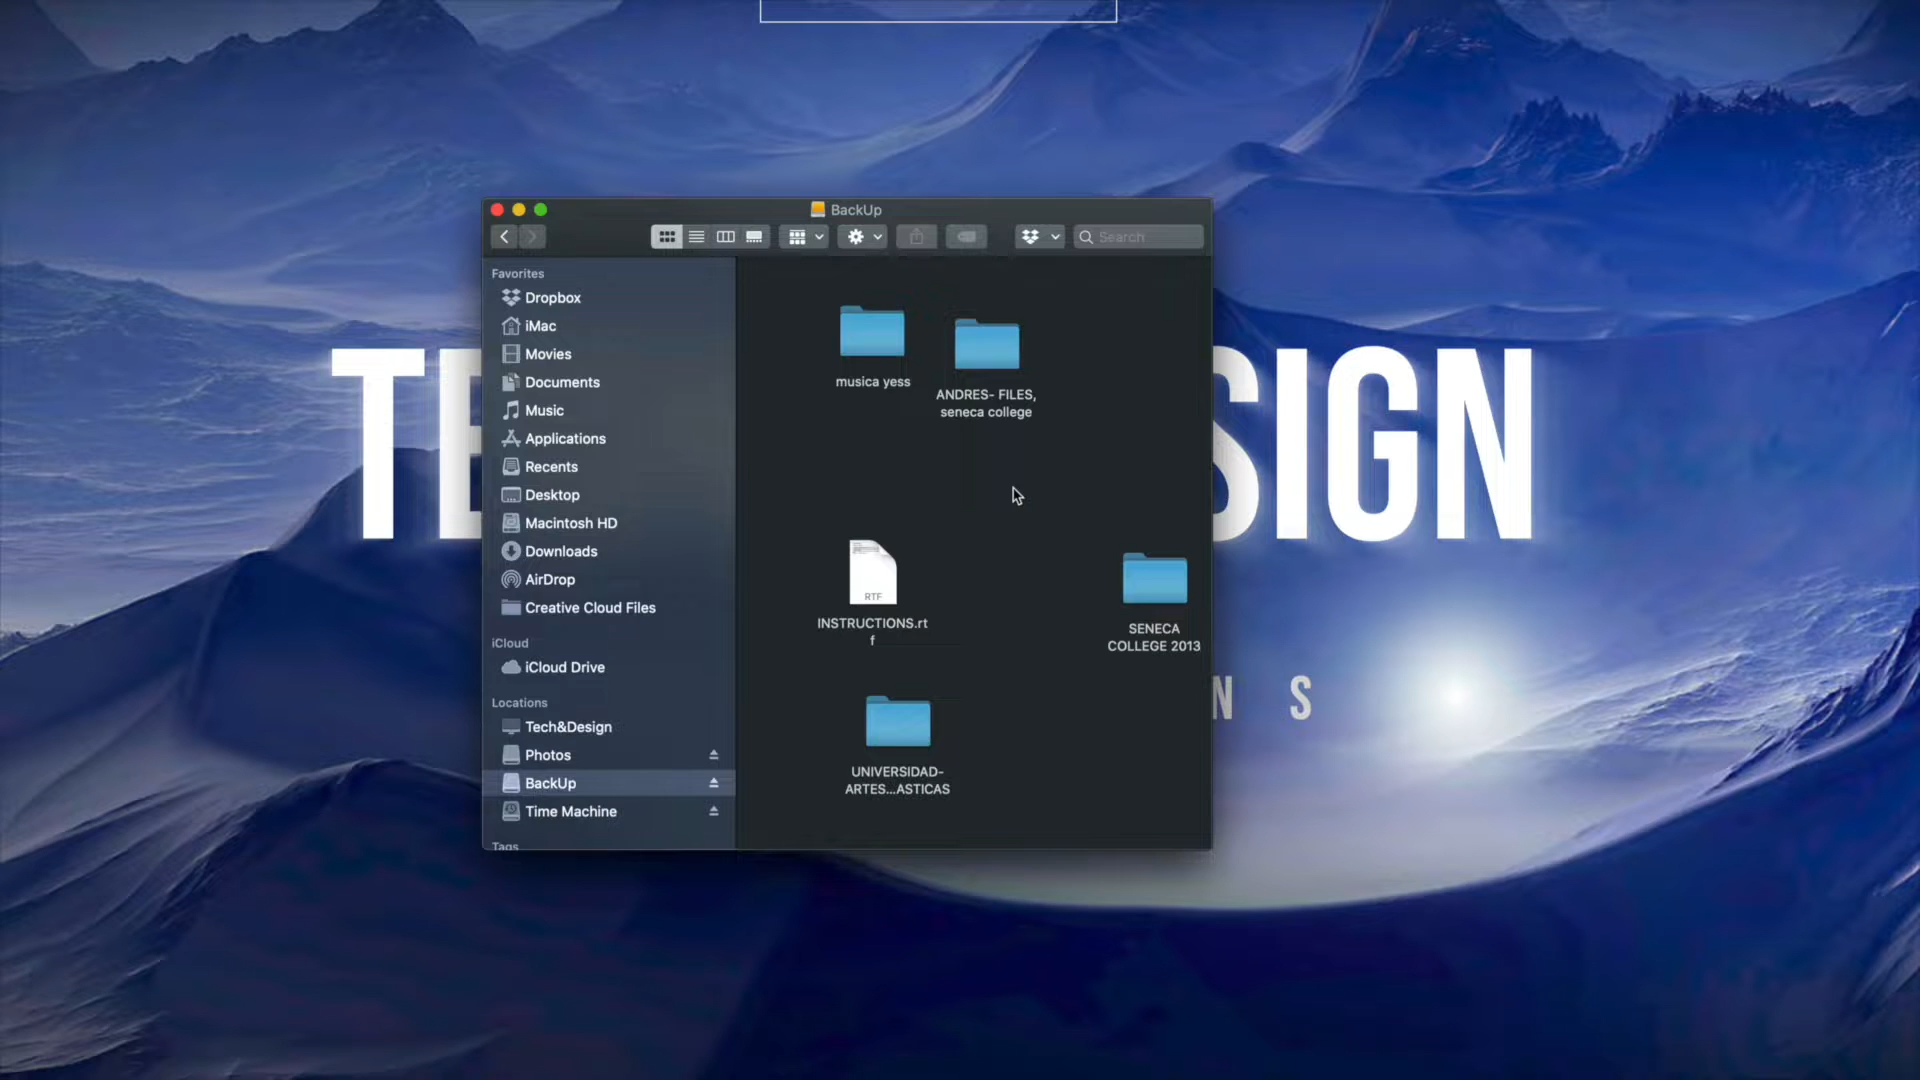 BackUp
Search
Favorites
Dropbox
iMac
Movies
Documents
Music
Applications
Recents
Desktop
Macintosh HD
Downloads
AirDrop
Creative Cloud Files
iCloud
iCloud Drive
Locations
Tech&Design
Photos
BackUp
Time Machine
Tags
musica yess
ANDRES- FILES,
seneca college
RTF
INSTRUCTIONS.rt
f
SENECA
COLLEGE 2013
UNIVERSIDAD-
ARTES...ASTICAS
TE
SIGN
N S